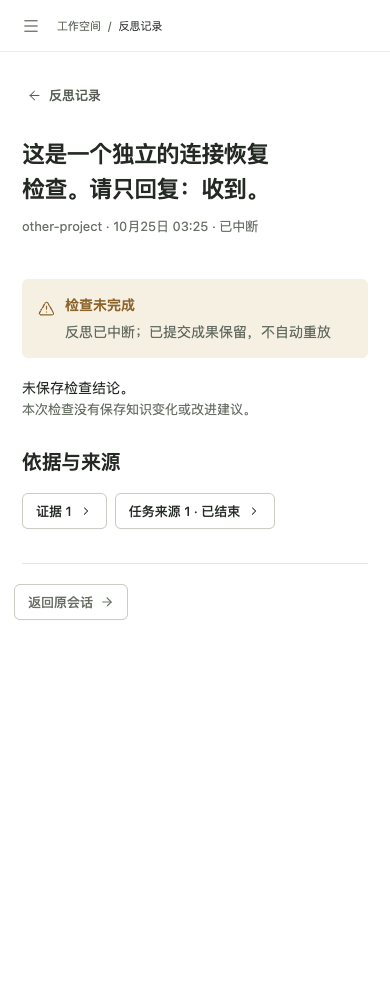 工作空间 / 反思记录
反思记录
这是一个独立的连接恢复
检查。请只回复：收到。
other-project · 10月25日 03:25 · 已中断
检查未完成
反思已中断；已提交成果保留，不自动重放
未保存检查结论。
本次检查没有保存知识变化或改进建议。
依据与来源
证据 1
任务来源 1 · 已结束
返回原会话